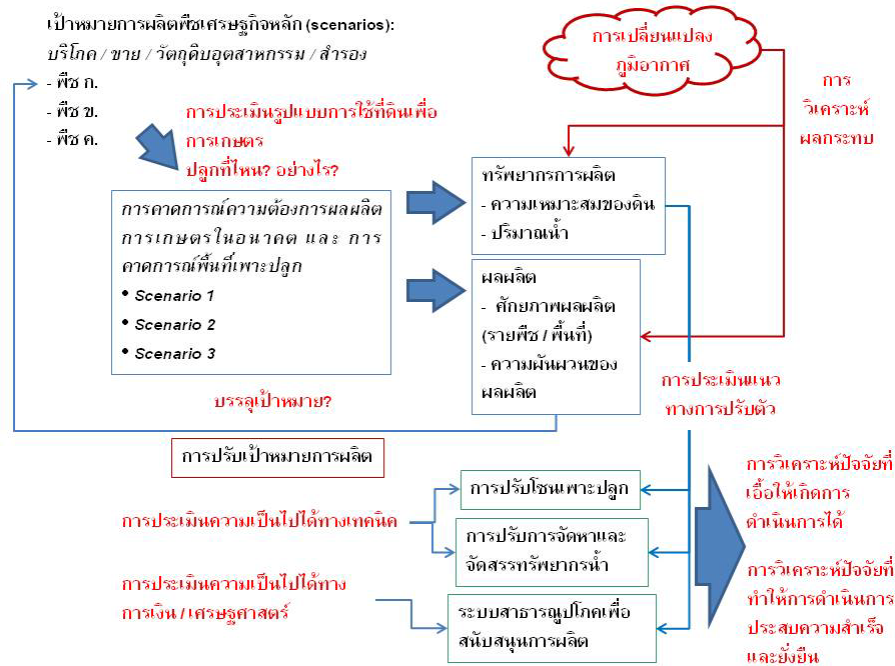 เป้าหมายการผลิตพืชเศรษฐกิจหลัก (scenarios):
บริโภค / ขาย / วัตถุดิบอุตสาหกรรม / สำรอง
- พืช ก.
- พืช ข.
- พืช ค.
การเปลี่ยนแปลง
ภูมิอากาศ
การ
วิเคราะห์
ผลกระทบ
การประเมินรูปแบบการใช้ที่ดินเพื่อ
การเกษตร
ปลูกที่ไหน? อย่างไร?
การคาดการณ์ความต้องการผลผลิต
การเกษตรในอนาคต และ การ
คาดการณ์พื้นที่เพาะปลูก
• Scenario 1
• Scenario 2
• Scenario 3
ทรัพยากรการผลิต
- ความเหมาะสมของดิน
- ปริมาณน้ำ
ผลผลิต
- ศักยภาพผลผลิต
(รายพืช / พื้นที่)
- ความผันผวนของ
ผลผลิต
บรรลุเป้าหมาย?
การประเมินแนว
ทางการปรับตัว
การปรับเป้าหมายการผลิต
การปรับโซนเพาะปลูก
การประเมินความเป็นไปได้ทางเทคนิค
การปรับการจัดหาและ
จัดสรรทรัพยากรน้ำ
การประเมินความเป็นไปได้ทาง
การเงิน / เศรษฐศาสตร์
ระบบสาธารณูปโภคเพื่อ
สนับสนุนการผลิต
การวิเคราะห์ปัจจัยที่
เอื้อให้เกิดการ
ดำเนินการได้
การวิเคราะห์ปัจจัยที่
ทำให้การดำเนินการ
ประสบความสำเร็จ
และยั่งยืน